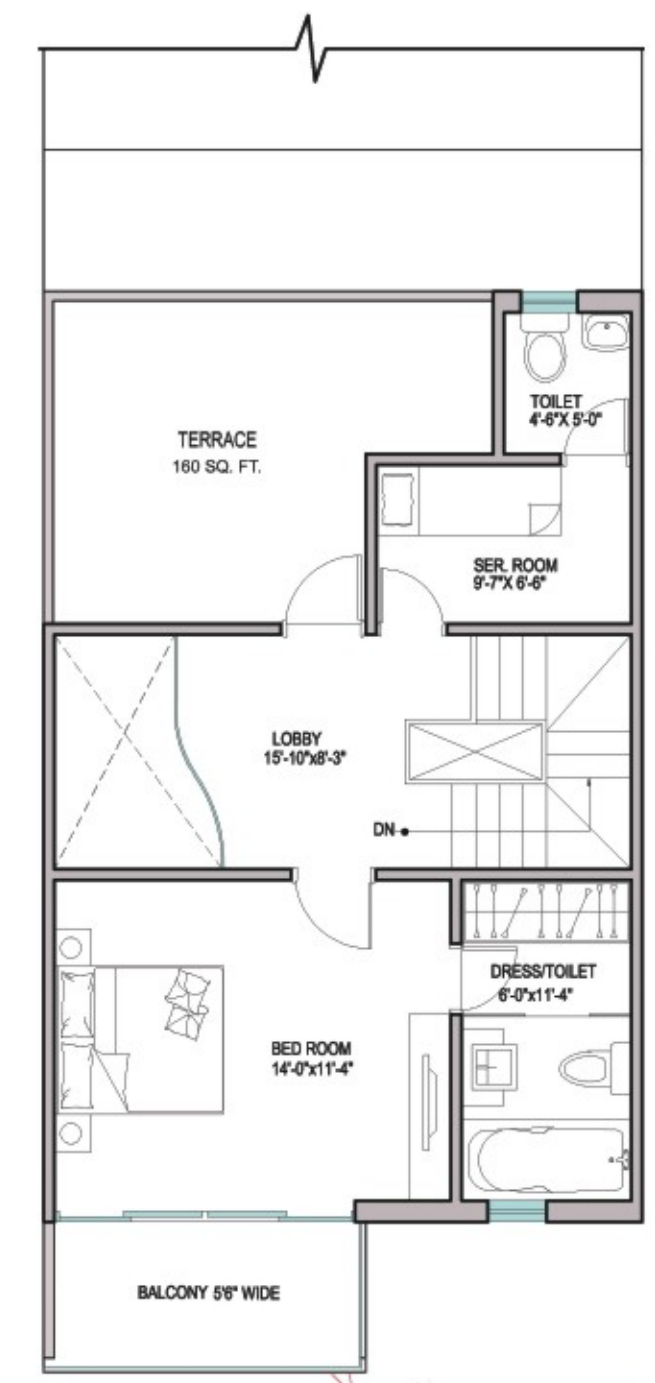 TOILET
4'-6"X 5'-0"
TERRACE
160 SQ. FT.
SER. ROOM
9'-7"X 6'-6"
LOBBY
15'-10"x8'-3"
DN
DRESS/TOILET
6'-0"x11'-4"
BED ROOM
14'-0"x11'-4"
BALCONY 5'6" WIDE